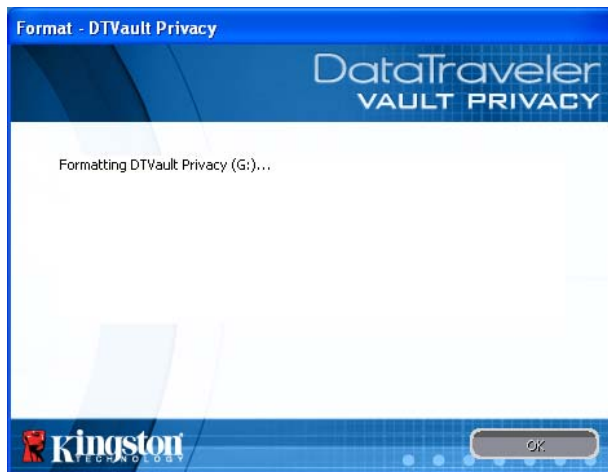 Format - DTVault Privacy
DataTraveler
VAULT PRIVACY
Formatting DTVault Privacy (G:)...
Kingston
TECHNOLOGY
OK